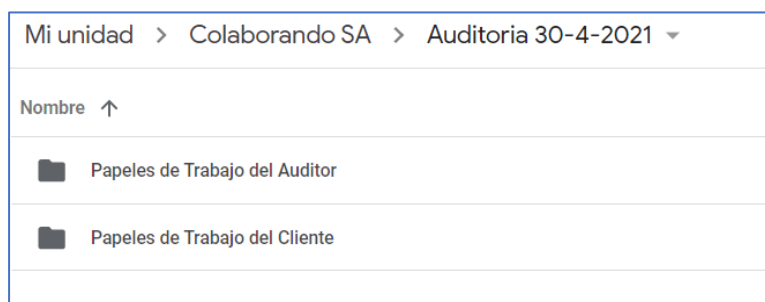 Mi unidad > Colaborando SA > Auditoria 30-4-2021
Nombre ↑
Papeles de Trabajo del Auditor
Papeles de Trabajo del Cliente